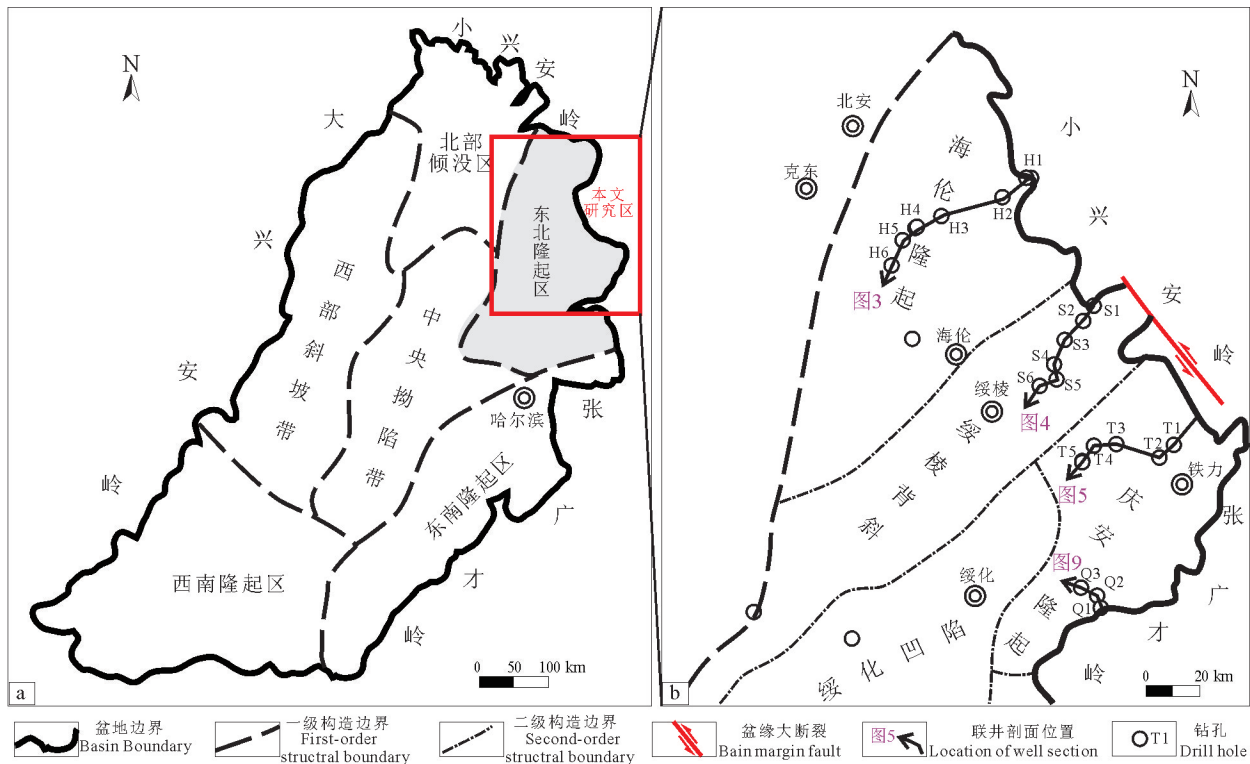 N
小兴安岭
大兴安岭
北部
倾没区
本文
研究区
东北隆起区
西部斜坡带
中央拗陷带
哈尔滨
张广才岭
东南隆起区
西南隆起区
0 50 100 km
a
N
小兴安岭
北安
克东
海伦隆起
H1
H2
H3
H4
H5
H6
图3
海伦
S1
S2
S3
S4
S5
S6
图4
绥棱
绥棱背斜
T1
T2
T3
T4
T5
图5
铁力
庆安隆起
图9
Q3
Q2
Q1
绥化
绥化凹陷
张广才岭
0 20 km
b
盆地边界
Basin Boundary
一级构造边界
First-order
structural boundary
二级构造边界
Second-order
structral boundary
盆缘大断裂
Bain margin fault
图5
联井剖面位置
Location of well section
T1
钻孔
Drill hole